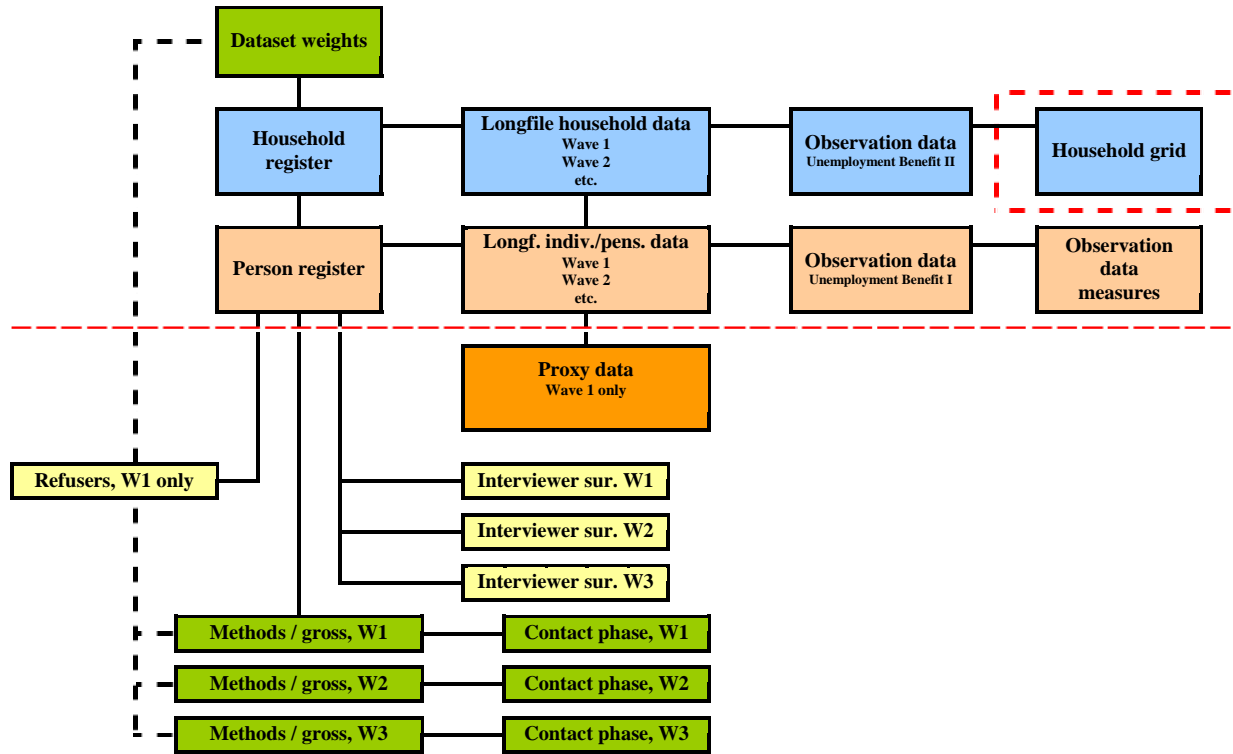 Dataset weights
Household
register
Longfile household data
Wave 1
Wave 2
etc.
Observation data
Unemployment Benefit II
Household grid
Person register
Longf. indiv./pens. data
Wave 1
Wave 2
etc.
Observation data
Unemployment Benefit I
Observation
data
measures
Proxy data
Wave 1 only
Refusers, W1 only
Interviewer sur. W1
Interviewer sur. W2
Interviewer sur. W3
Methods / gross, W1
Contact phase, W1
Methods / gross, W2
Contact phase, W2
Methods / gross, W3
Contact phase, W3